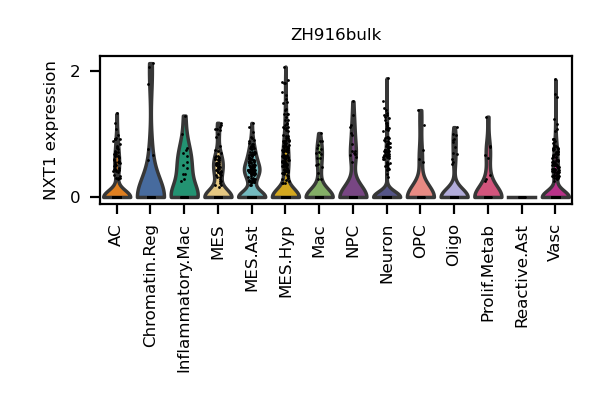 ZH916bulk
NXT1 expression
2
0
AC
Chromatin.Reg
Inflammatory.Mac
MES
MES.Ast
MES.Hyp
Mac
NPC
Neuron
OPC
Oligo
Prolif.Metab
Reactive.Ast
Vasc